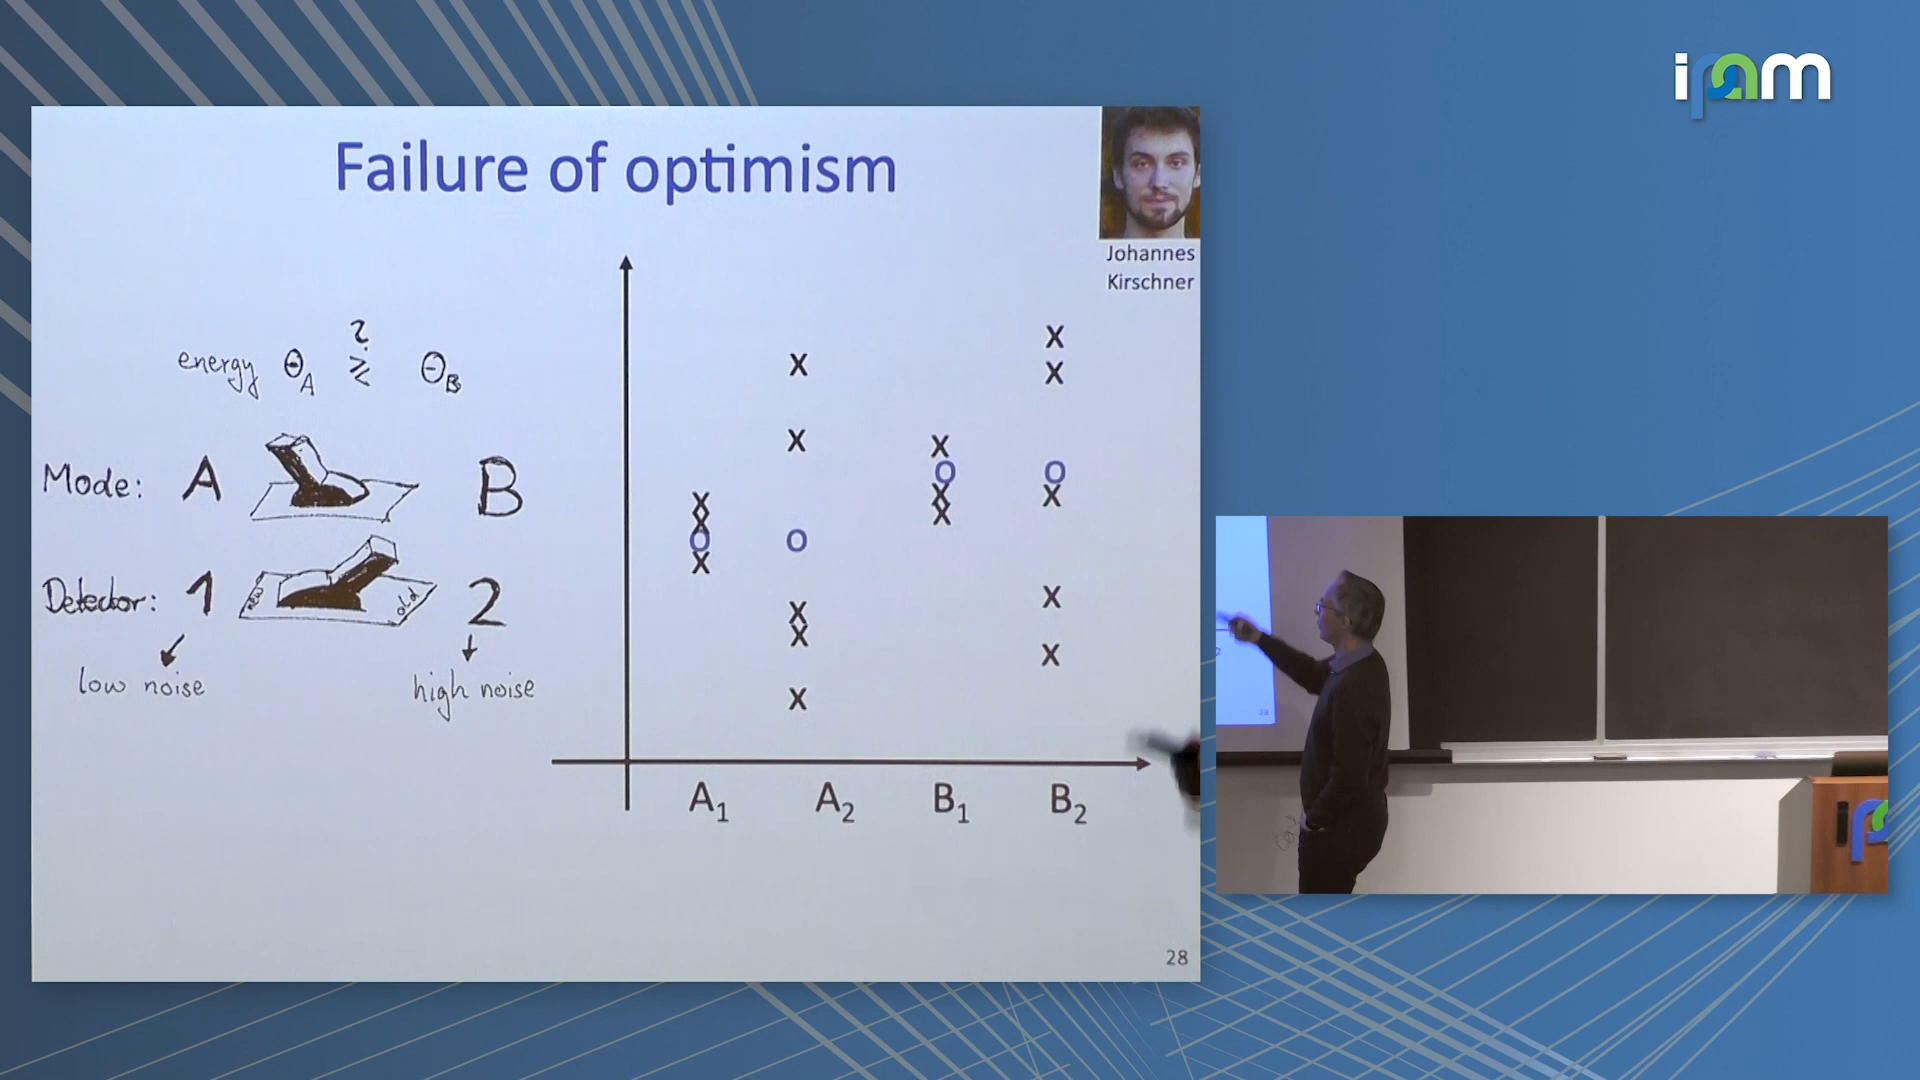 ipam
Failure of optimism
Johannes
Kirschner
energy θ_A ? ≷ θ_B
Mode: A B
Detector: 1 new old 2
low noise high noise
x x x x x x x x x x x x x x x
o o o o
A₁ A₂ B₁ B₂
28